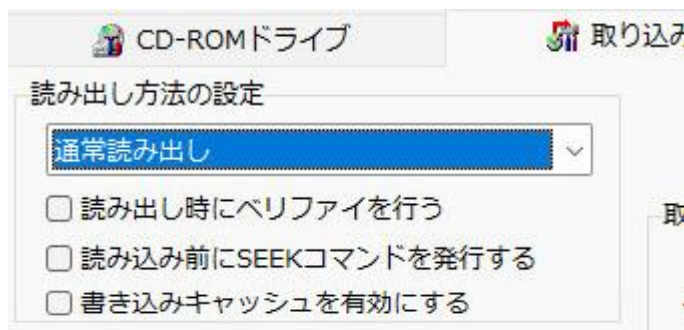 CD-ROMドライブ
取り込み
読み出し方法の設定
通常読み出し
読み出し時にベリファイを行う
読み込み前にSEEKコマンドを発行する
書き込みキャッシュを有効にする
取